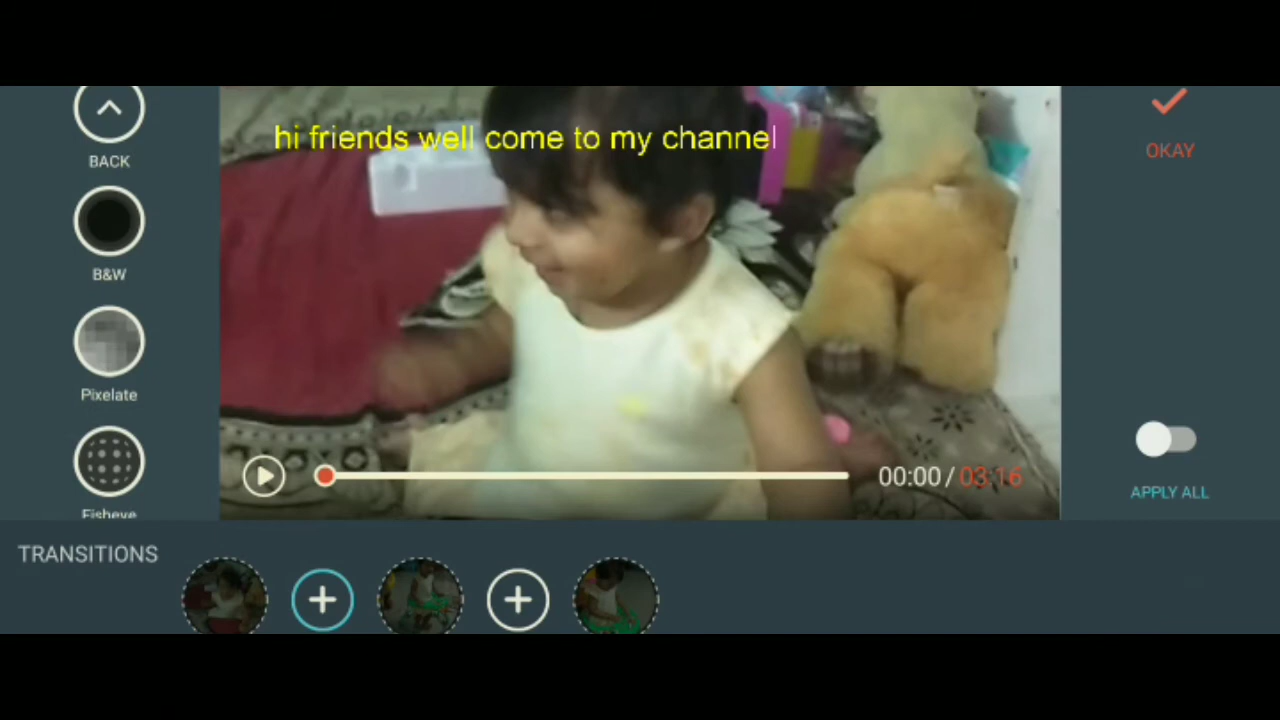 hi friends well come to my channel
BACK
OKAY
B&W
Pixelate
00:00 / 03:16
APPLY ALL
Fisheye
TRANSITIONS